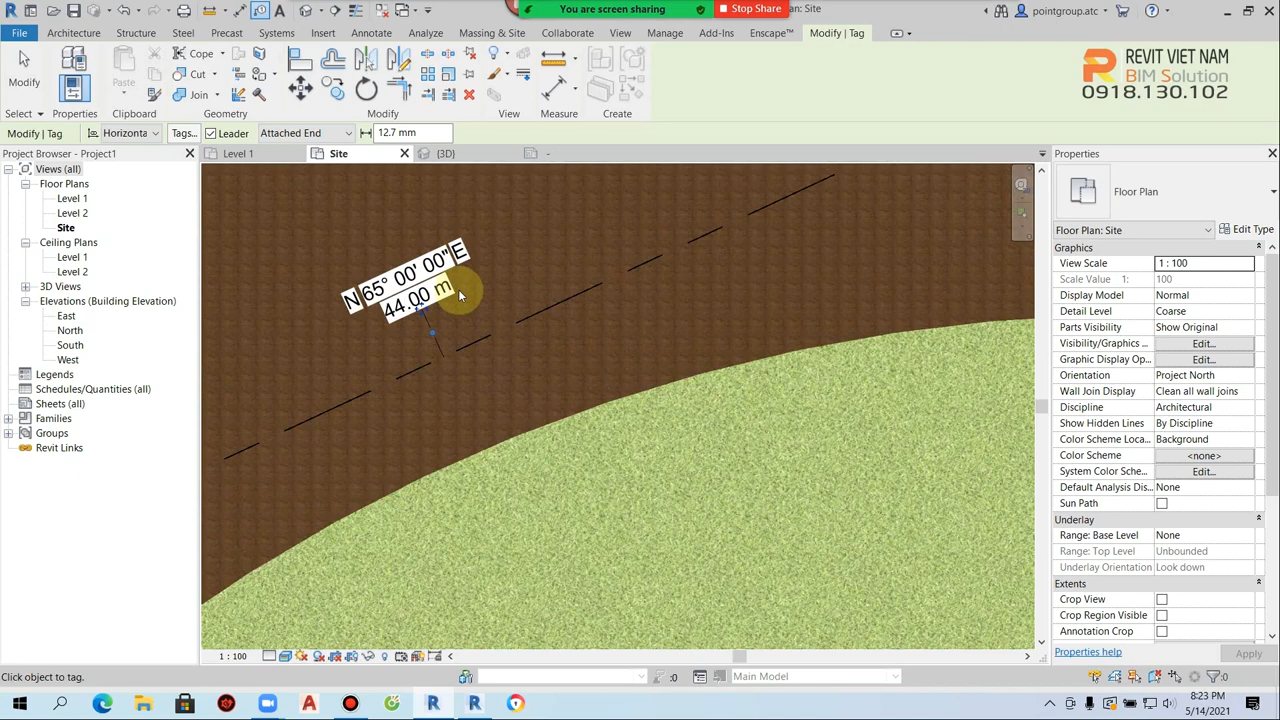 You are screen sharing
Stop Share
- Floor Plan: Site
pointgroup.atc
File
Architecture
Structure
Steel
Precast
Systems
Insert
Annotate
Analyze
Massing & Site
Collaborate
View
Manage
Add-Ins
Enscape™
Modify | Tag
REVIT VIET NAM
BIM Solution
0918.130.102
Modify
Paste
Cope
Cut
Join
Select
Properties
Clipboard
Geometry
Modify
View
Measure
Create
Modify | Tag
Horizonta
Tags...
Leader
Attached End
12.7 mm
Project Browser - Project1
Level 1
Site
{3D}
-
Properties
Views (all)
Floor Plans
Level 1
Level 2
Site
Ceiling Plans
Level 1
Level 2
3D Views
Elevations (Building Elevation)
East
North
South
West
Legends
Schedules/Quantities (all)
Sheets (all)
Families
Groups
Revit Links
N 65° 00' 00" E
44.00 m
Floor Plan
Floor Plan: Site
Edit Type
Graphics
View Scale 1 : 100
Scale Value 1: 100
Display Model Normal
Detail Level Coarse
Parts Visibility Show Original
Visibility/Graphics ... Edit...
Graphic Display Op... Edit...
Orientation Project North
Wall Join Display Clean all wall joins
Discipline Architectural
Show Hidden Lines By Discipline
Color Scheme Loca... Background
Color Scheme <none>
System Color Sche... Edit...
Default Analysis Dis... None
Sun Path
Underlay
Range: Base Level None
Range: Top Level Unbounded
Underlay Orientation Look down
Extents
Crop View
Crop Region Visible
Annotation Crop
Properties help
Apply
1 : 100
Click object to tag.
:0
Main Model
:0
8:23 PM
5/14/2021